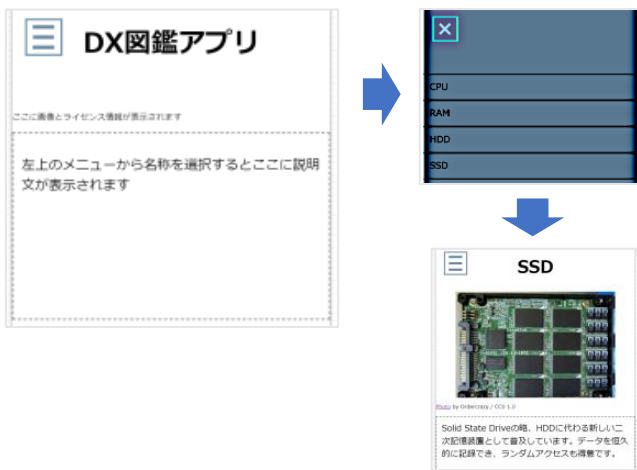 DX図鑑アプリ
ここに画像とライセンス情報が表示されます
左上のメニューから名称を選択するとここに説明
文が表示されます
CPU
RAM
HDD
SSD
SSD
Photo by Ordercrazy / CC0 1.0
Solid State Driveの略、HDDに代わる新しい二
次記憶装置として普及しています。データを恒久
的に記録でき、ランダムアクセスも得意です。